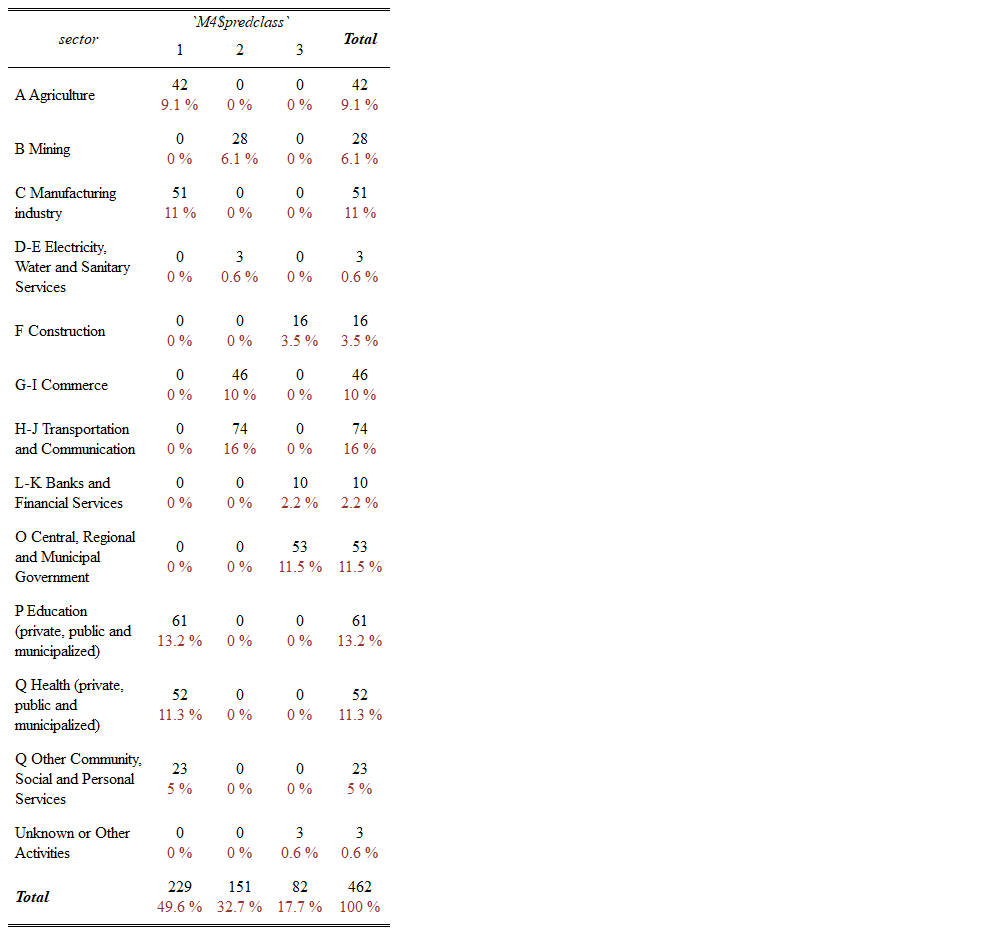 sector `M4$predclass` Total
1 2 3
A Agriculture 42 0 0 42
9.1 % 0 % 0 % 9.1 %
B Mining 0 28 0 28
0 % 6.1 % 0 % 6.1 %
C Manufacturing
industry 51 0 0 51
11 % 0 % 0 % 11 %
D-E Electricity,
Water and Sanitary
Services 0 3 0 3
0 % 0.6 % 0 % 0.6 %
F Construction 0 0 16 16
0 % 0 % 3.5 % 3.5 %
G-I Commerce 0 46 0 46
0 % 10 % 0 % 10 %
H-J Transportation
and Communication 0 74 0 74
0 % 16 % 0 % 16 %
L-K Banks and
Financial Services 0 0 10 10
0 % 0 % 2.2 % 2.2 %
O Central, Regional
and Municipal
Government 0 0 53 53
0 % 0 % 11.5 % 11.5 %
P Education
(private, public and
municipalized) 61 0 0 61
13.2 % 0 % 0 % 13.2 %
Q Health (private,
public and
municipalized) 52 0 0 52
11.3 % 0 % 0 % 11.3 %
Q Other Community,
Social and Personal
Services 23 0 0 23
5 % 0 % 0 % 5 %
Unknown or Other
Activities 0 0 3 3
0 % 0 % 0.6 % 0.6 %
Total 229 151 82 462
49.6 % 32.7 % 17.7 % 100 %